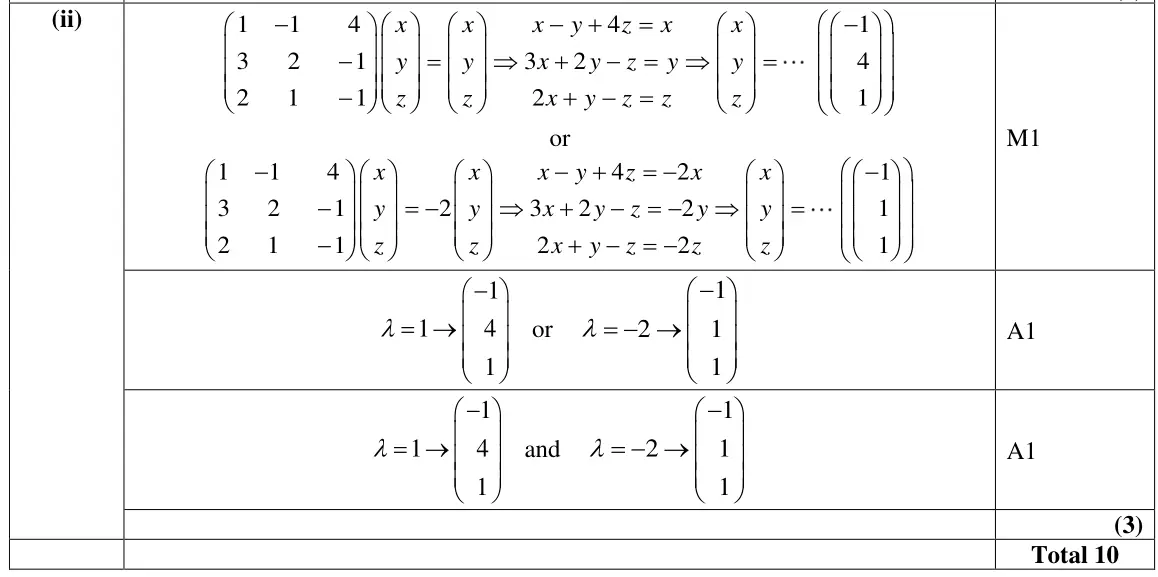 (ii)
( 1 −1 4 ; 3 2 −1 ; 2 1 −1 ) ( x ; y ; z ) = ( x ; y ; z ) ⇒ x − y + 4z = x ; 3x + 2y − z = y ; 2x + y − z = z ⇒ ( x ; y ; z ) = ⋯ ( ( −1 ; 4 ; 1 ) )
or
M1
( 1 −1 4 ; 3 2 −1 ; 2 1 −1 ) ( x ; y ; z ) = −2 ( x ; y ; z ) ⇒ x − y + 4z = −2x ; 3x + 2y − z = −2y ; 2x + y − z = −2z ⇒ ( x ; y ; z ) = ⋯ ( ( −1 ; 1 ; 1 ) )
λ = 1 → ( −1 ; 4 ; 1 ) or λ = −2 → ( −1 ; 1 ; 1 ) A1
λ = 1 → ( −1 ; 4 ; 1 ) and λ = −2 → ( −1 ; 1 ; 1 ) A1
(3)
Total 10